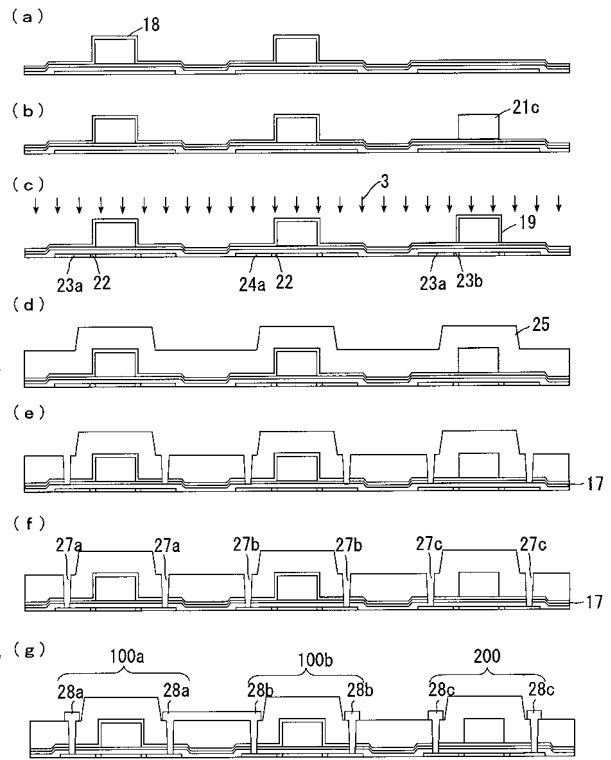 (a)
18
(b)
21c
(c)
3
19
23a 22 24a 22 23a 23b
(d)
25
(e)
17
(f)
27a 27a 27b 27b 27c 27c
17
(g)
100a 100b 200
28a 28a 28b 28b 28c 28c